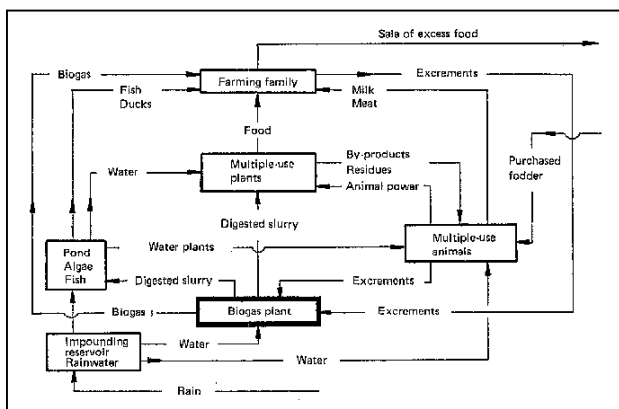 Sale of excess food
Biogas
Farming family
Excrements
Fish
Ducks
Milk
Meat
Food
Water
Multiple-use
plants
By-products
Residues
Animal power
Purchased
fodder
Digested slurry
Pond
Algae
Fish
Water plants
Multiple-use
animals
Digested slurry
Excrements
Biogas
Biogas plant
Excrements
Impounding
reservoir
Rainwater
Water
Water
Rain